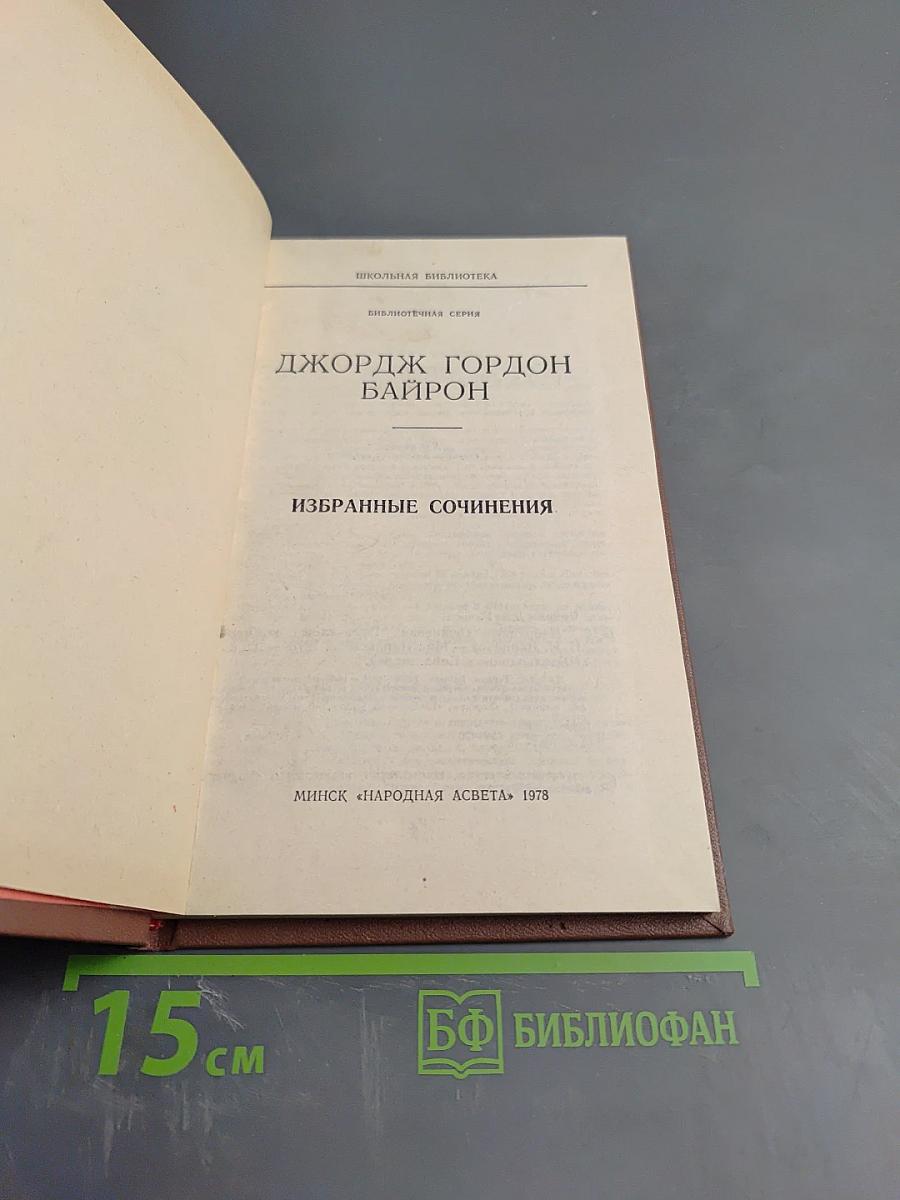 ШКОЛЬНАЯ БИБЛИОТЕКА
БИБЛИОТЕЧНАЯ СЕРИЯ
ДЖОРДЖ ГОРДОН
БАЙРОН
ИЗБРАННЫЕ СОЧИНЕНИЯ
МИНСК «НАРОДНАЯ АСВЕТА» 1978
15 см
БФ БИБЛИОФАН